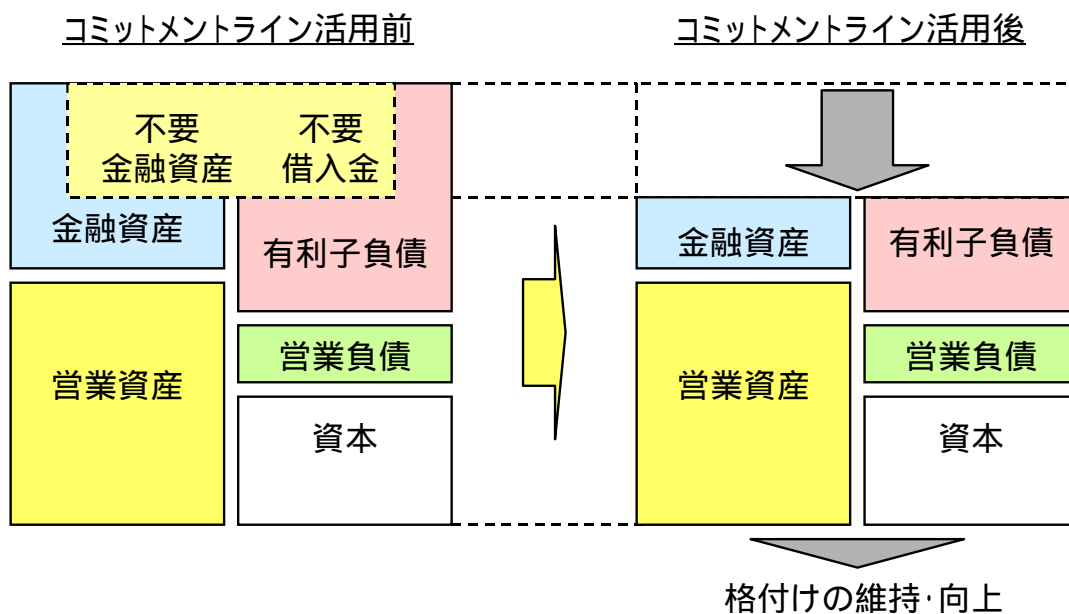 コミットメントライン活用前
コミットメントライン活用後
不要
金融資産
不要
借入金
金融資産
有利子負債
営業負債
営業資産
資本
金融資産
有利子負債
営業負債
営業資産
資本
格付けの維持･向上